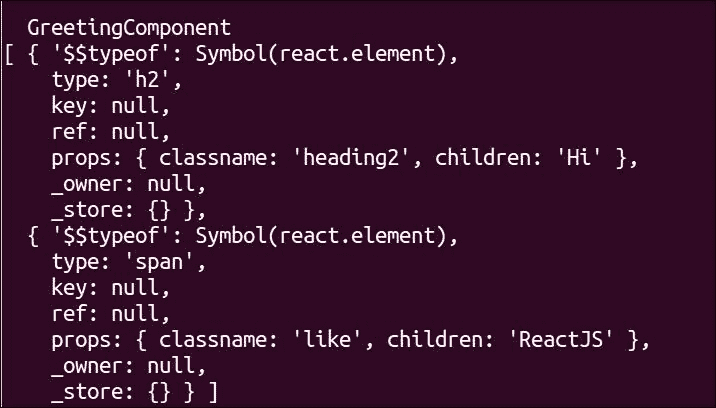 GreetingComponent
[ { '$$typeof': Symbol(react.element),
    type: 'h2',
    key: null,
    ref: null,
    props: { classname: 'heading2', children: 'Hi' },
    _owner: null,
    _store: {} },
  { '$$typeof': Symbol(react.element),
    type: 'span',
    key: null,
    ref: null,
    props: { classname: 'like', children: 'ReactJS' },
    _owner: null,
    _store: {} } ]